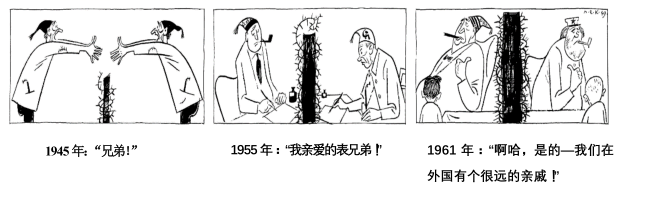 1945 年: “兄弟!”
1955 年：“我亲爱的表兄弟！”
1961 年：“啊哈，是的—我们在
外国有个很远的亲戚！”